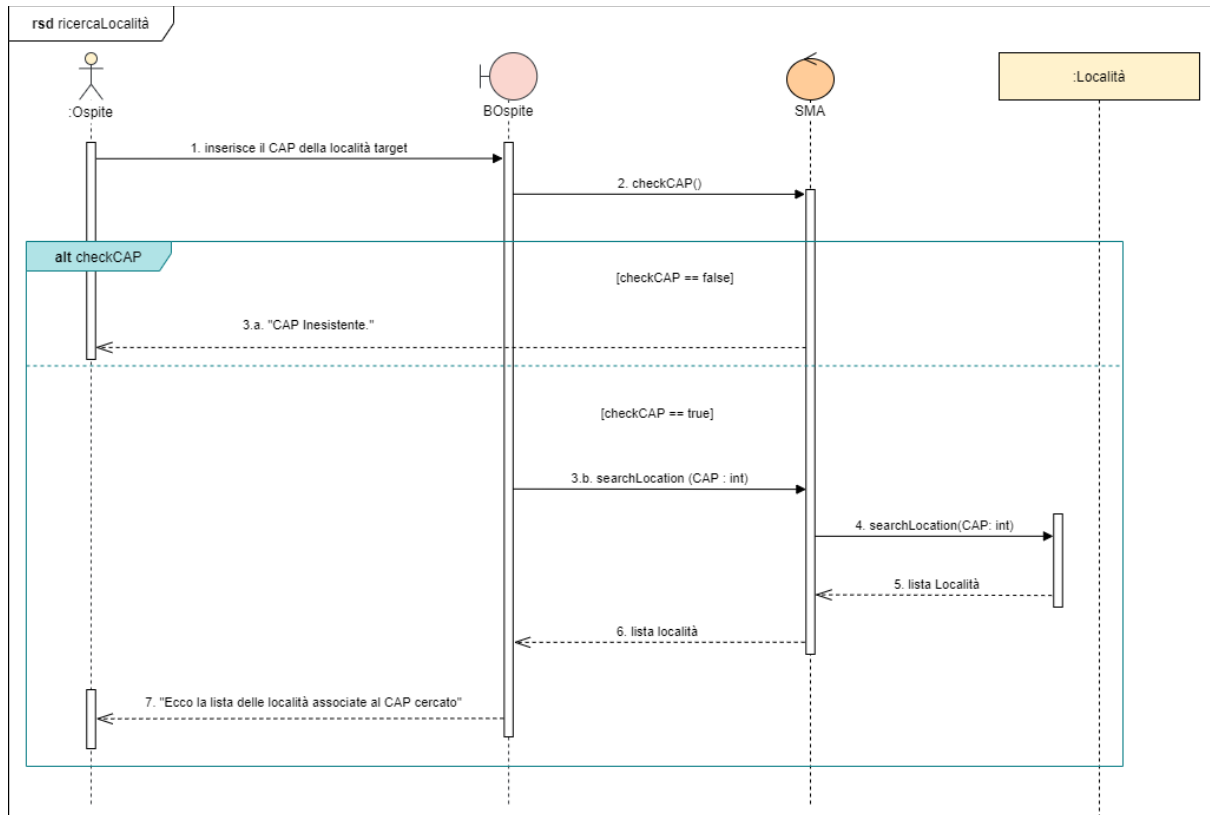 rsd ricercaLocalità
:Ospite
BOspite
SMA
:Località
1. inserisce il CAP della località target
2. checkCAP()
alt checkCAP
[checkCAP == false]
3.a. "CAP Inesistente."
[checkCAP == true]
3.b. searchLocation (CAP : int)
4. searchLocation(CAP: int)
5. lista Località
6. lista località
7. "Ecco la lista delle località associate al CAP cercato"